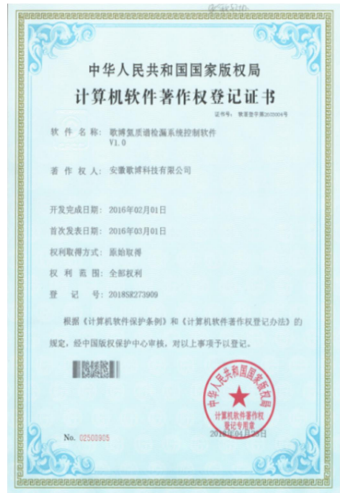 中华人民共和国国家版权局
计算机软件著作权登记证书
证书号：
软件名称： 歌博氦质谱检漏系统控制软件
V1.0
著作权人： 安徽歌博科技有限公司
开发完成日期： 2016年02月01日
首次发表日期： 2016年03月01日
权利取得方式： 原始取得
权利范围： 全部权利
登记号： 2018SR273909
根据《计算机软件保护条例》和《计算机软件著作权登记办法》的
规定，经中国版权保护中心审核，对以上事项予以登记。
中华人民共和国国家版权局
计算机软件著作权
登记专用章
No. 02503903